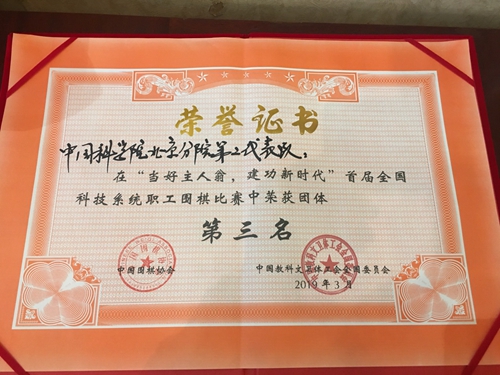 荣誉证书
中国科学院北京分院第二代表队：
在“当好主人翁，建功新时代”首届全国
科技系统职工围棋比赛中荣获团体
第三名
中国围棋协会
中国教科文卫体工会全国委员会
2019年3月